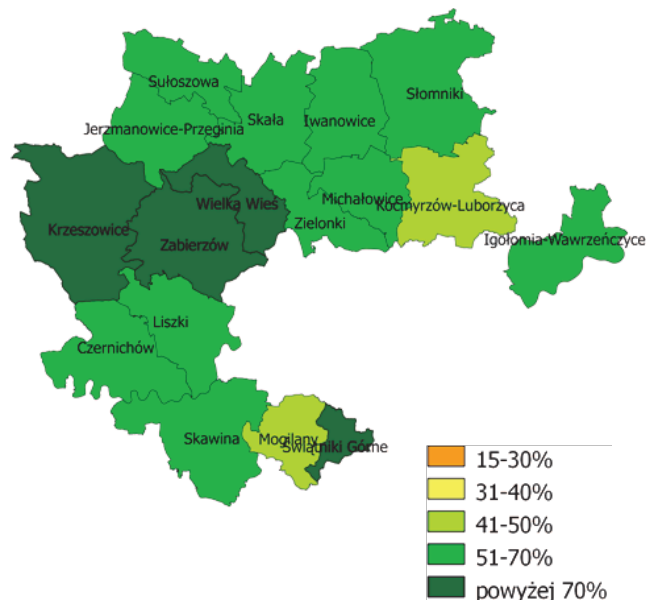 Sułoszowa
Słomniki
Skała
Iwanowice
Jerzmanowice-Przeginia
Michałowice
Wielka Wieś
Kocmyrzów-Luborzyca
Zielonki
Krzeszowice
Igołomia-Wawrzeńczyce
Zabierzów
Liszki
Czernichów
Skawina
Mogilany
Świątniki Górne
15-30%
31-40%
41-50%
51-70%
powyżej 70%